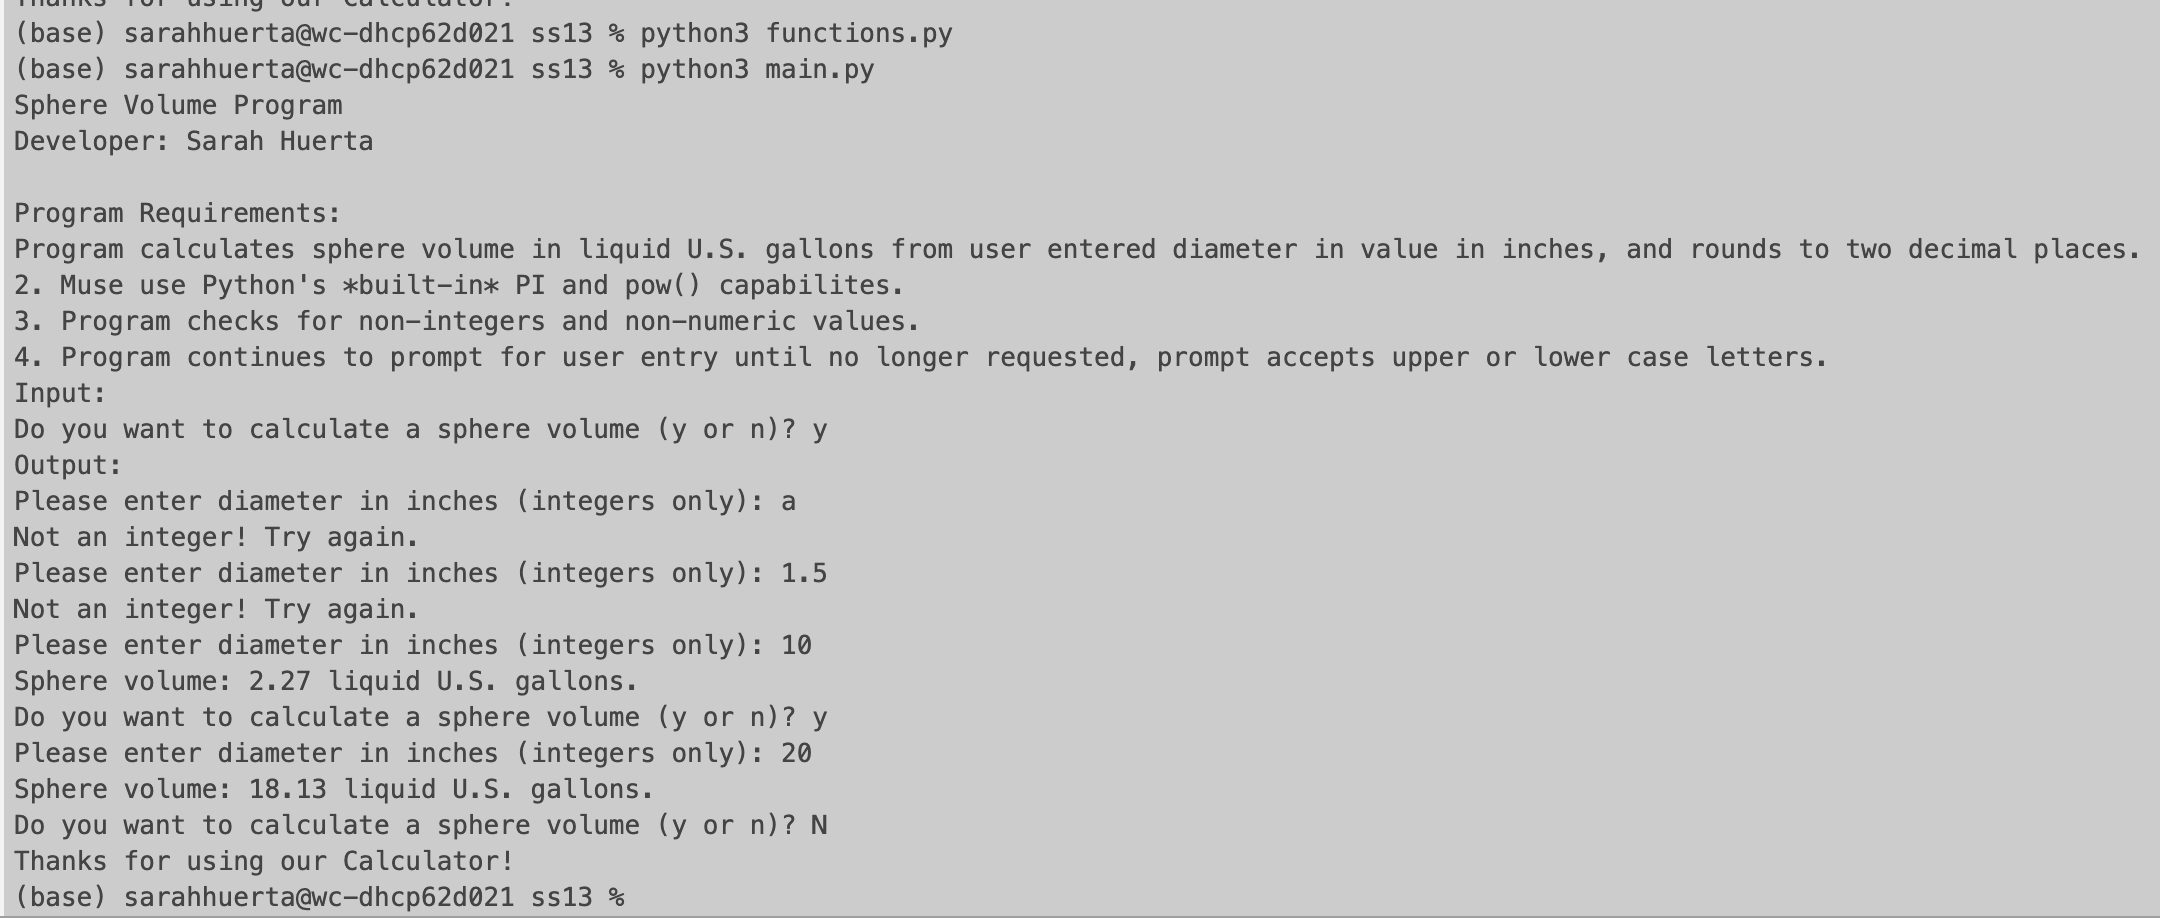 Thanks for using our Calculator!
(base) sarahhuerta@wc-dhcp62d021 ss13 % python3 functions.py
(base) sarahhuerta@wc-dhcp62d021 ss13 % python3 main.py
Sphere Volume Program
Developer: Sarah Huerta
Program Requirements:
Program calculates sphere volume in liquid U.S. gallons from user entered diameter in value in inches, and rounds to two decimal places.
2. Muse use Python's *built-in* PI and pow() capabilites.
3. Program checks for non-integers and non-numeric values.
4. Program continues to prompt for user entry until no longer requested, prompt accepts upper or lower case letters.
Input:
Do you want to calculate a sphere volume (y or n)? y
Output:
Please enter diameter in inches (integers only): a
Not an integer! Try again.
Please enter diameter in inches (integers only): 1.5
Not an integer! Try again.
Please enter diameter in inches (integers only): 10
Sphere volume: 2.27 liquid U.S. gallons.
Do you want to calculate a sphere volume (y or n)? y
Please enter diameter in inches (integers only): 20
Sphere volume: 18.13 liquid U.S. gallons.
Do you want to calculate a sphere volume (y or n)? N
Thanks for using our Calculator!
(base) sarahhuerta@wc-dhcp62d021 ss13 %